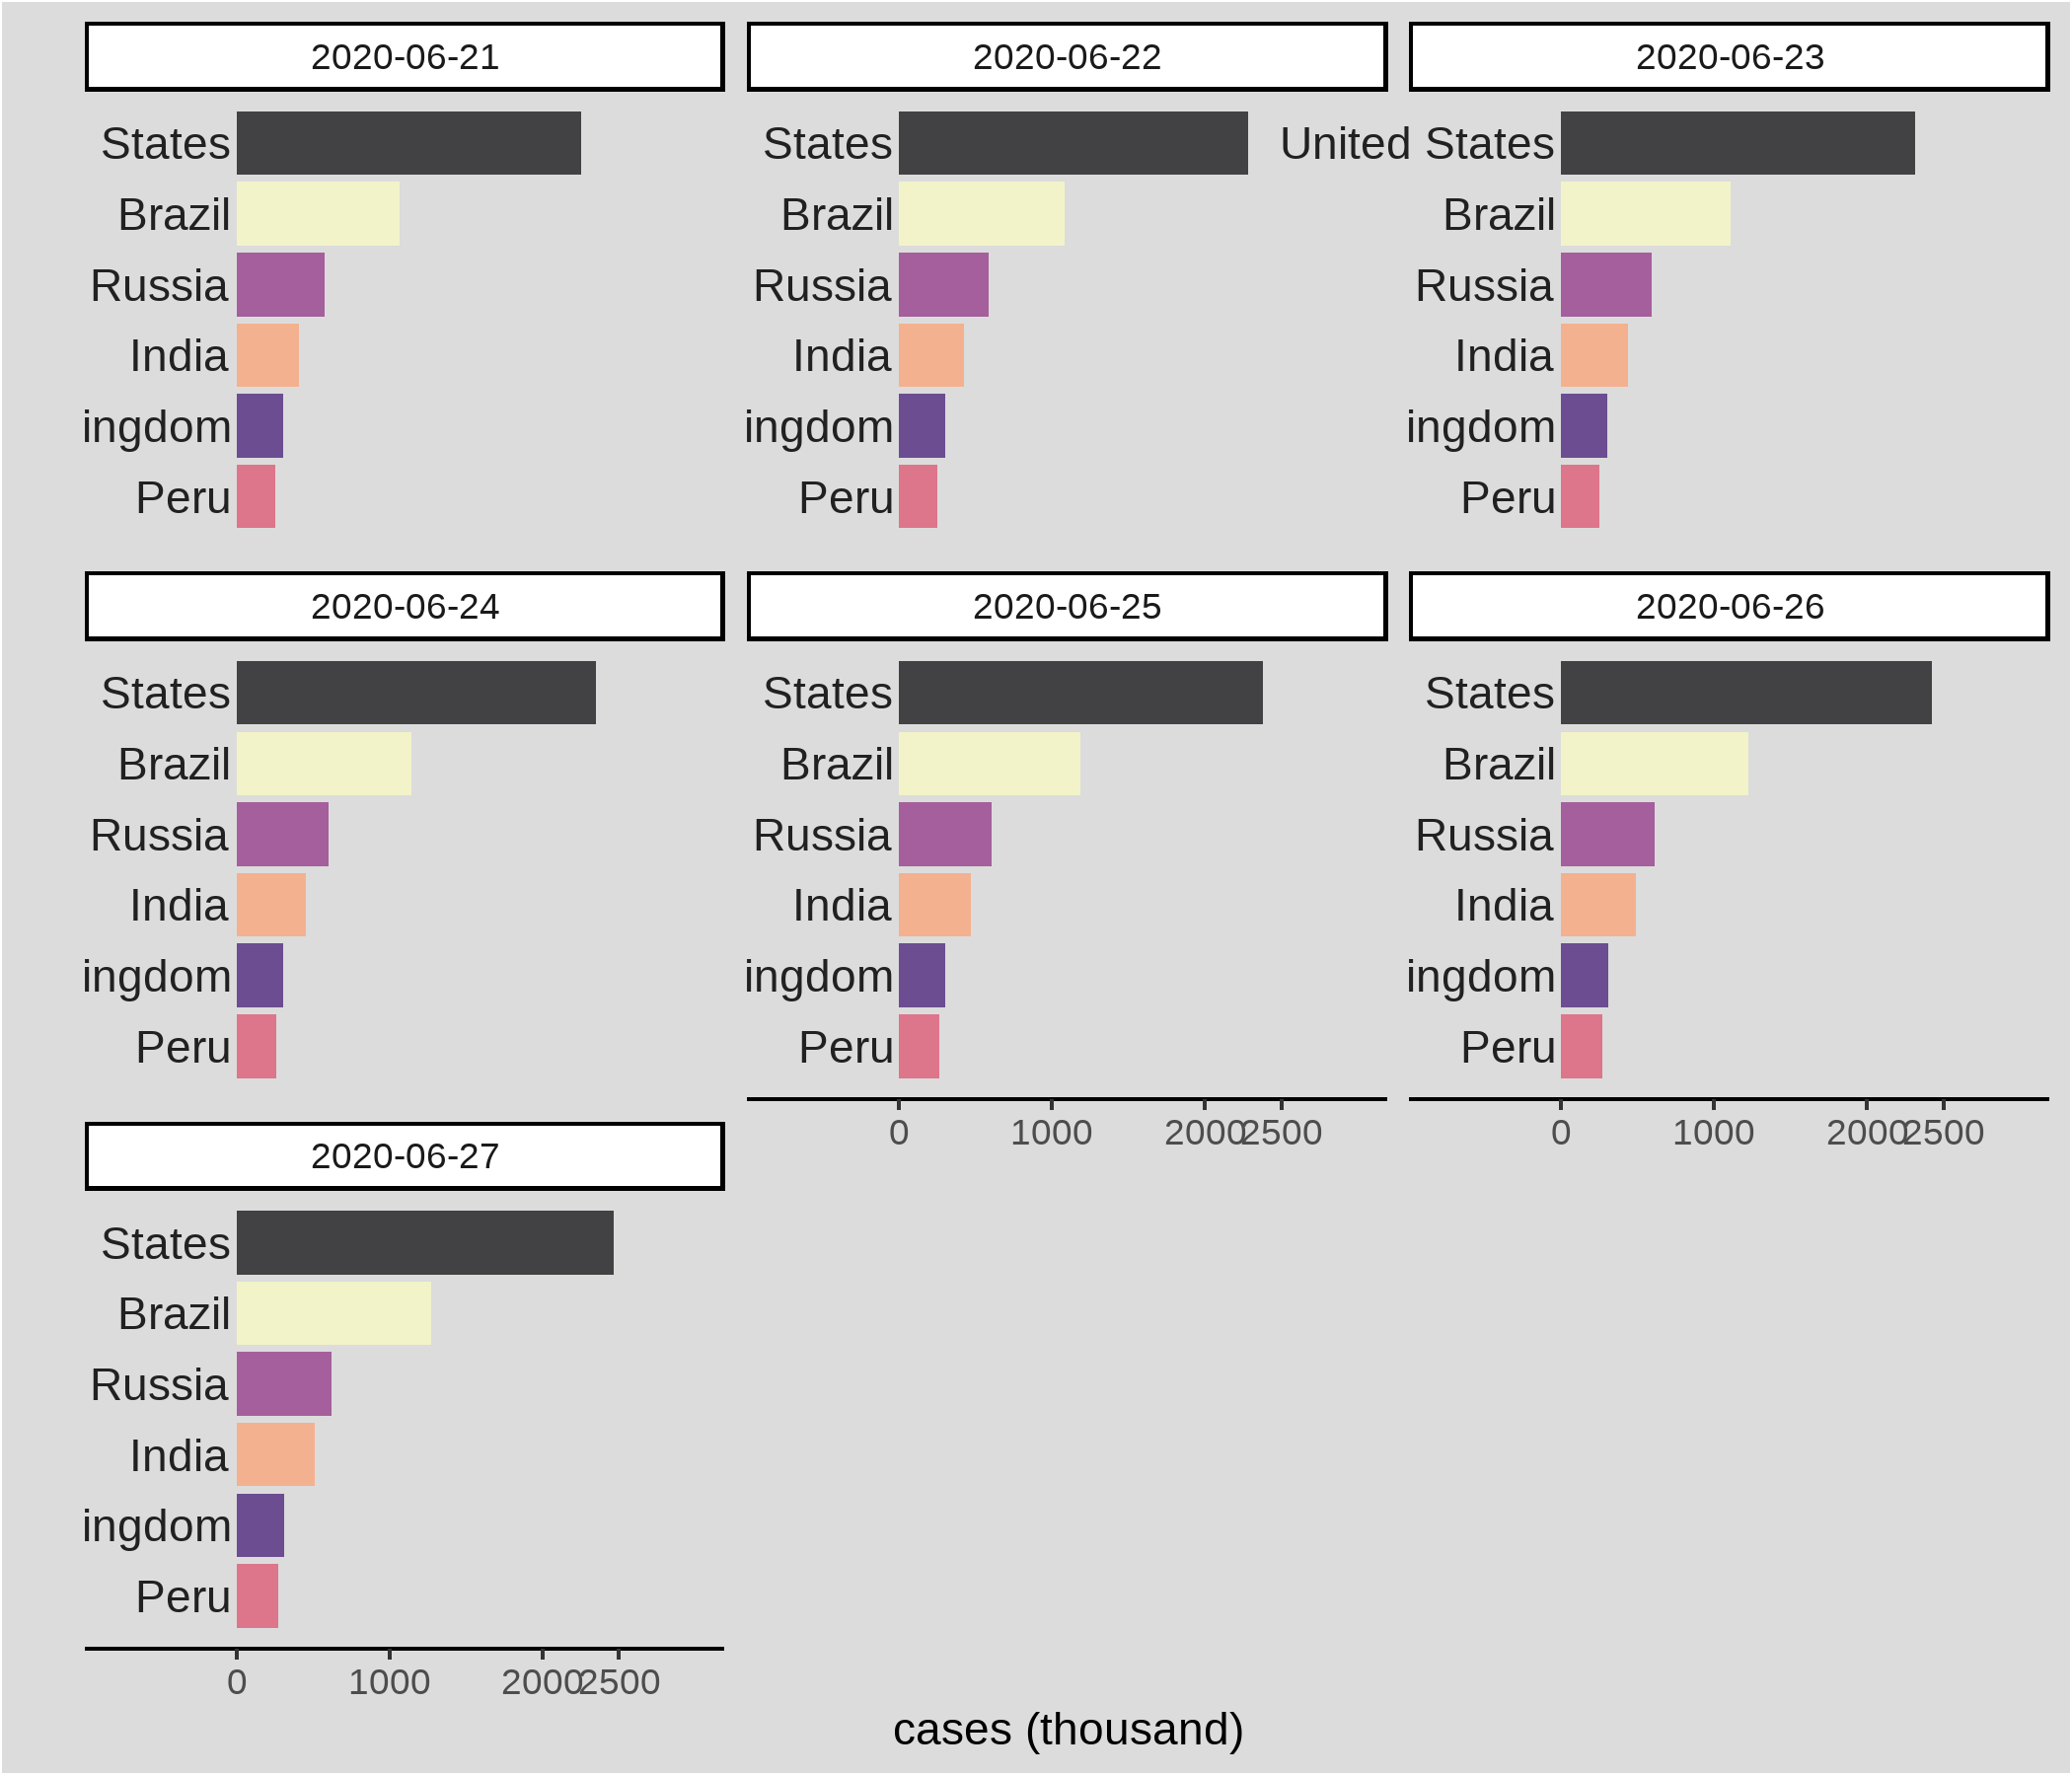 2020-06-21 2020-06-22 2020-06-23
States States United States
Brazil Brazil Brazil
Russia Russia Russia
India India India
ingdom ingdom ingdom
Peru Peru Peru
2020-06-24 2020-06-25 2020-06-26
States States States
Brazil Brazil Brazil
Russia Russia Russia
India India India
ingdom ingdom ingdom
Peru Peru Peru
0 1000 2000 2500 0 1000 2000 2500
2020-06-27
States
Brazil
Russia
India
ingdom
Peru
0 1000 2000 2500
cases (thousand)